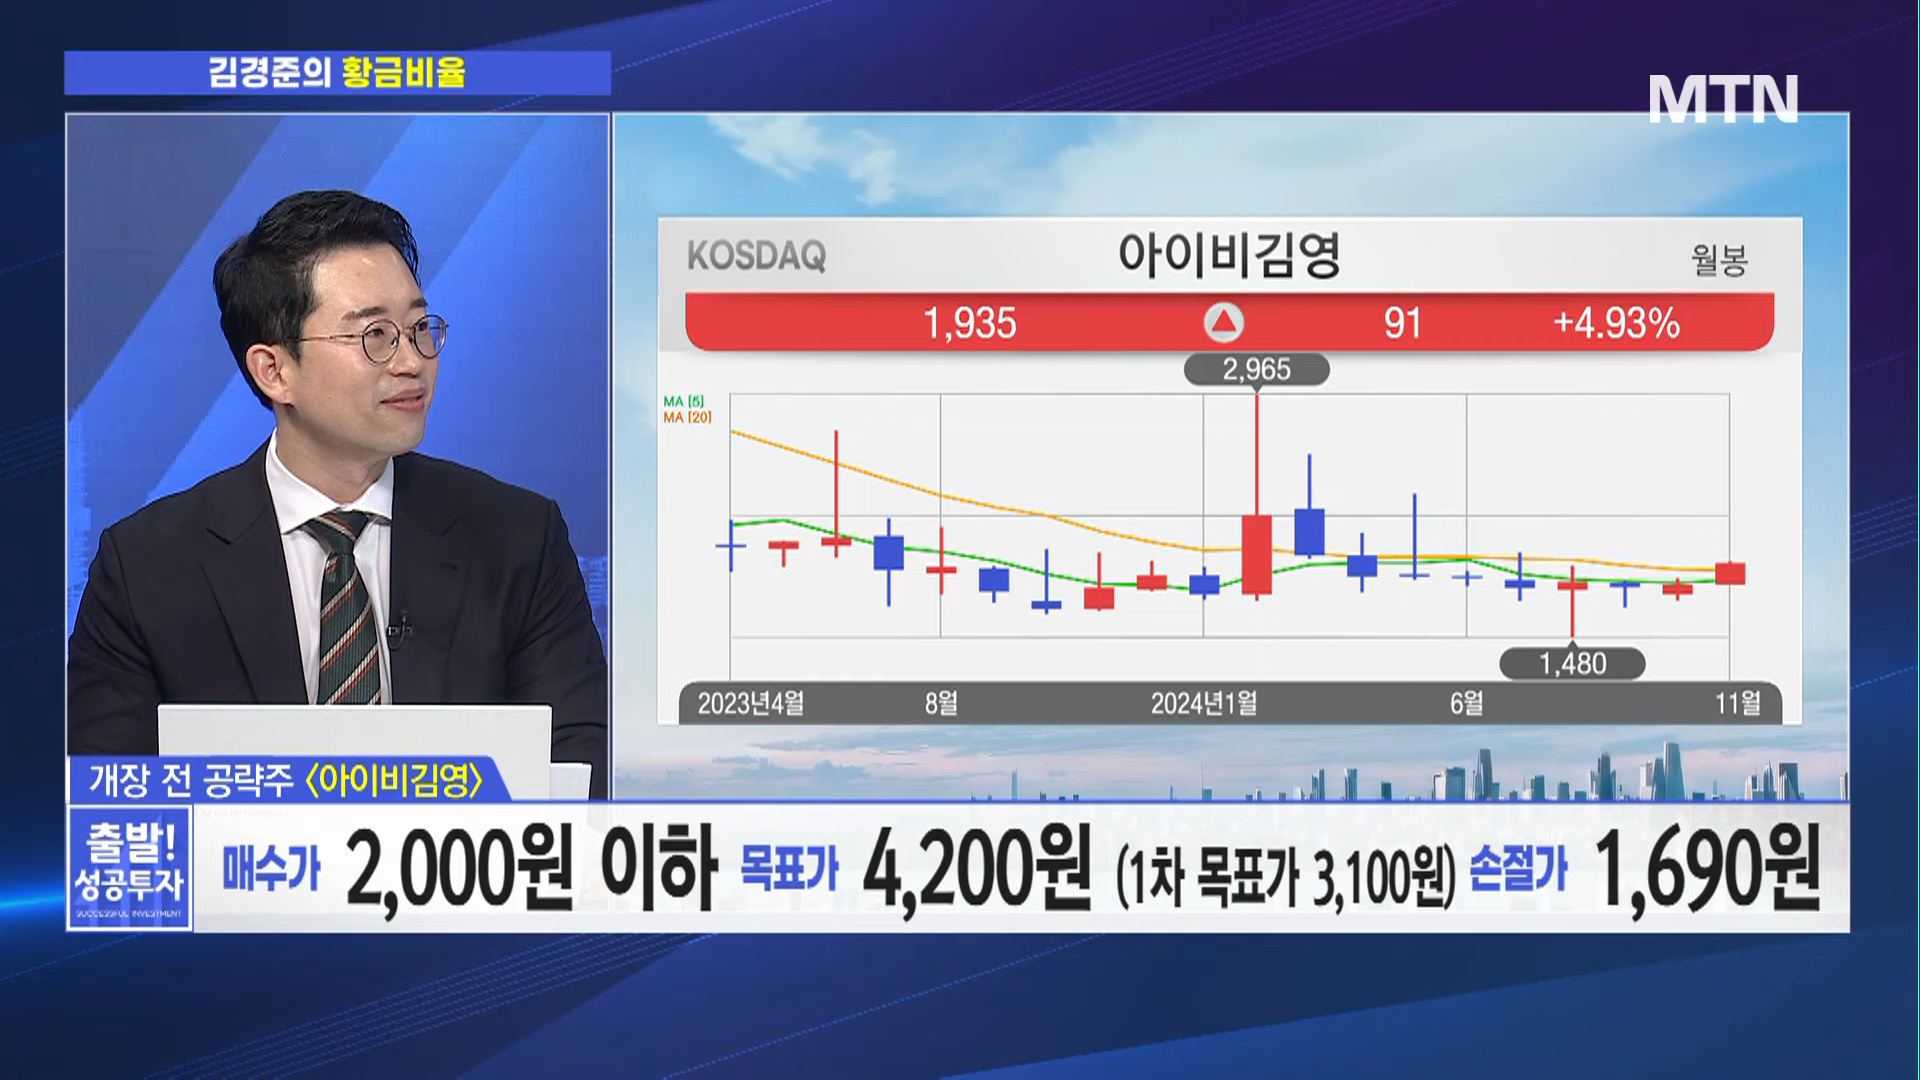 김경준의 황금비율
MTN
KOSDAQ 아이비김영 월봉
1,935 91 +4.93%
2,965
MA [5]
MA [20]
1,480
2023년4월 8월 2024년1월 6월 11월
개장 전 공략주 <아이비김영>
출발!
성공투자
SUCCESSFUL INVESTMENT
매수가 2,000원 이하 목표가 4,200원 (1차 목표가 3,100원) 손절가 1,690원